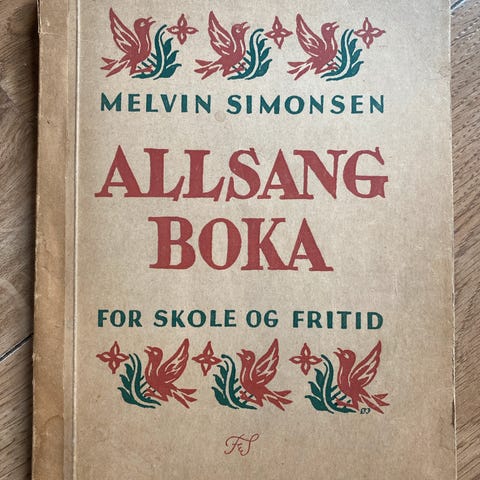 MELVIN SIMONSEN
ALLSANG
BOKA
FOR SKOLE OG FRITID
F&S